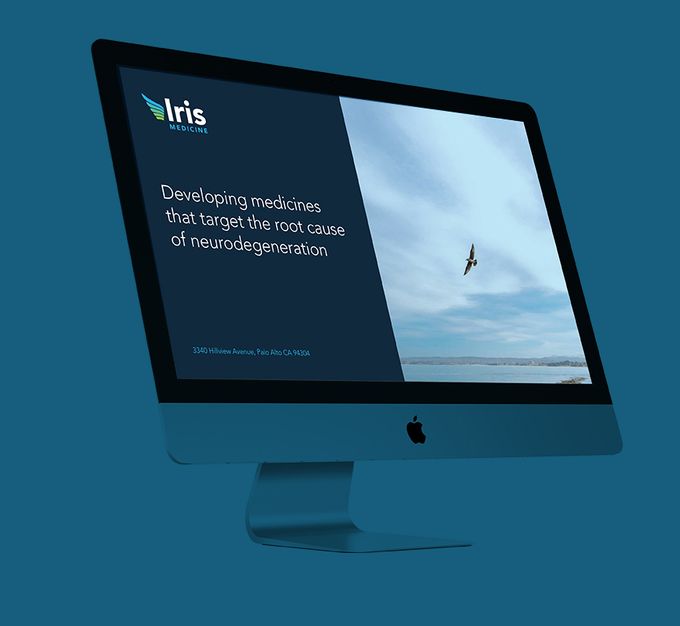 Iris
MEDICINE
Developing medicines
that target the root cause
of neurodegeneration
3340 Hillview Avenue, Palo Alto CA 94304